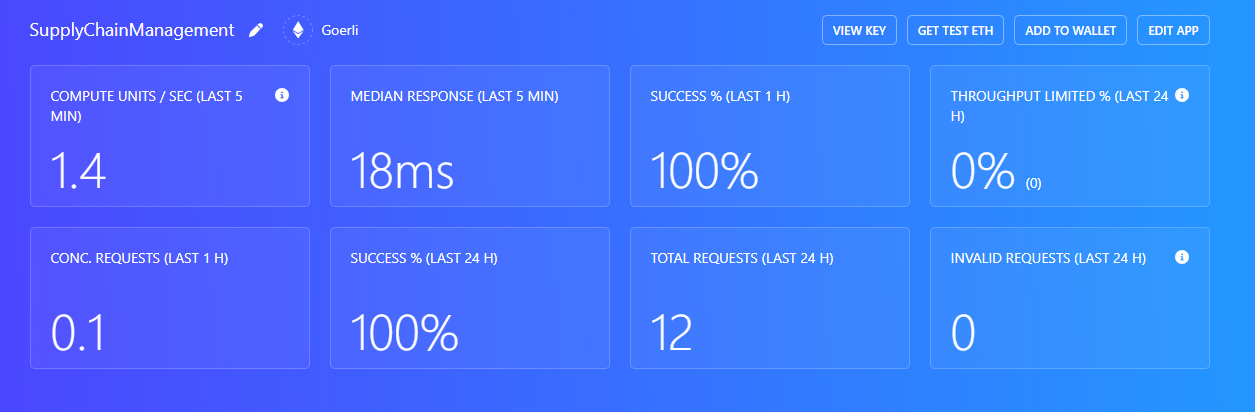 SupplyChainManagement Goerli VIEW KEY GET TEST ETH ADD TO WALLET EDIT APP
COMPUTE UNITS / SEC (LAST 5
MIN)
1.4
MEDIAN RESPONSE (LAST 5 MIN)
18ms
SUCCESS % (LAST 1 H)
100%
THROUGHPUT LIMITED % (LAST 24
H)
0% (0)
CONC. REQUESTS (LAST 1 H)
0.1
SUCCESS % (LAST 24 H)
100%
TOTAL REQUESTS (LAST 24 H)
12
INVALID REQUESTS (LAST 24 H)
0